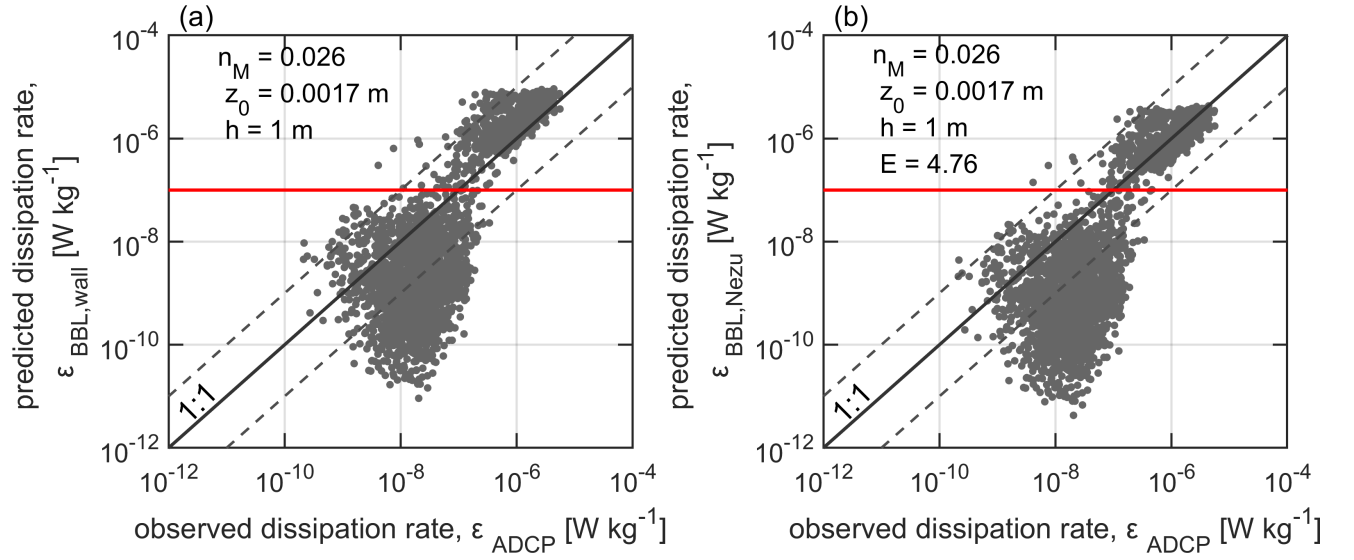 (a)
n_M = 0.026
z_0 = 0.0017 m
h = 1 m
1:1
10^-4
10^-6
10^-8
10^-10
10^-12
10^-12 10^-10 10^-8 10^-6 10^-4
predicted dissipation rate,
ε BBL,wall [W kg^-1]
observed dissipation rate, ε ADCP [W kg^-1]
(b)
n_M = 0.026
z_0 = 0.0017 m
h = 1 m
E = 4.76
1:1
10^-4
10^-6
10^-8
10^-10
10^-12
10^-12 10^-10 10^-8 10^-6 10^-4
predicted dissipation rate,
ε BBL,Nezu [W kg^-1]
observed dissipation rate, ε ADCP [W kg^-1]